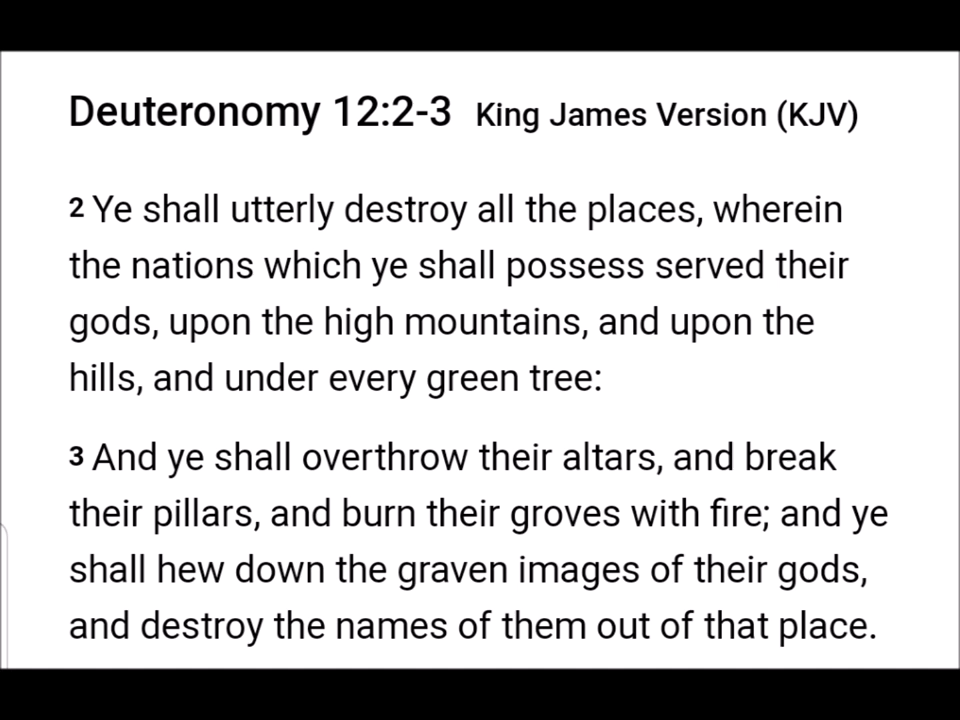 Deuteronomy 12:2-3 King James Version (KJV)
2 Ye shall utterly destroy all the places, wherein
the nations which ye shall possess served their
gods, upon the high mountains, and upon the
hills, and under every green tree:
3 And ye shall overthrow their altars, and break
their pillars, and burn their groves with fire; and ye
shall hew down the graven images of their gods,
and destroy the names of them out of that place.